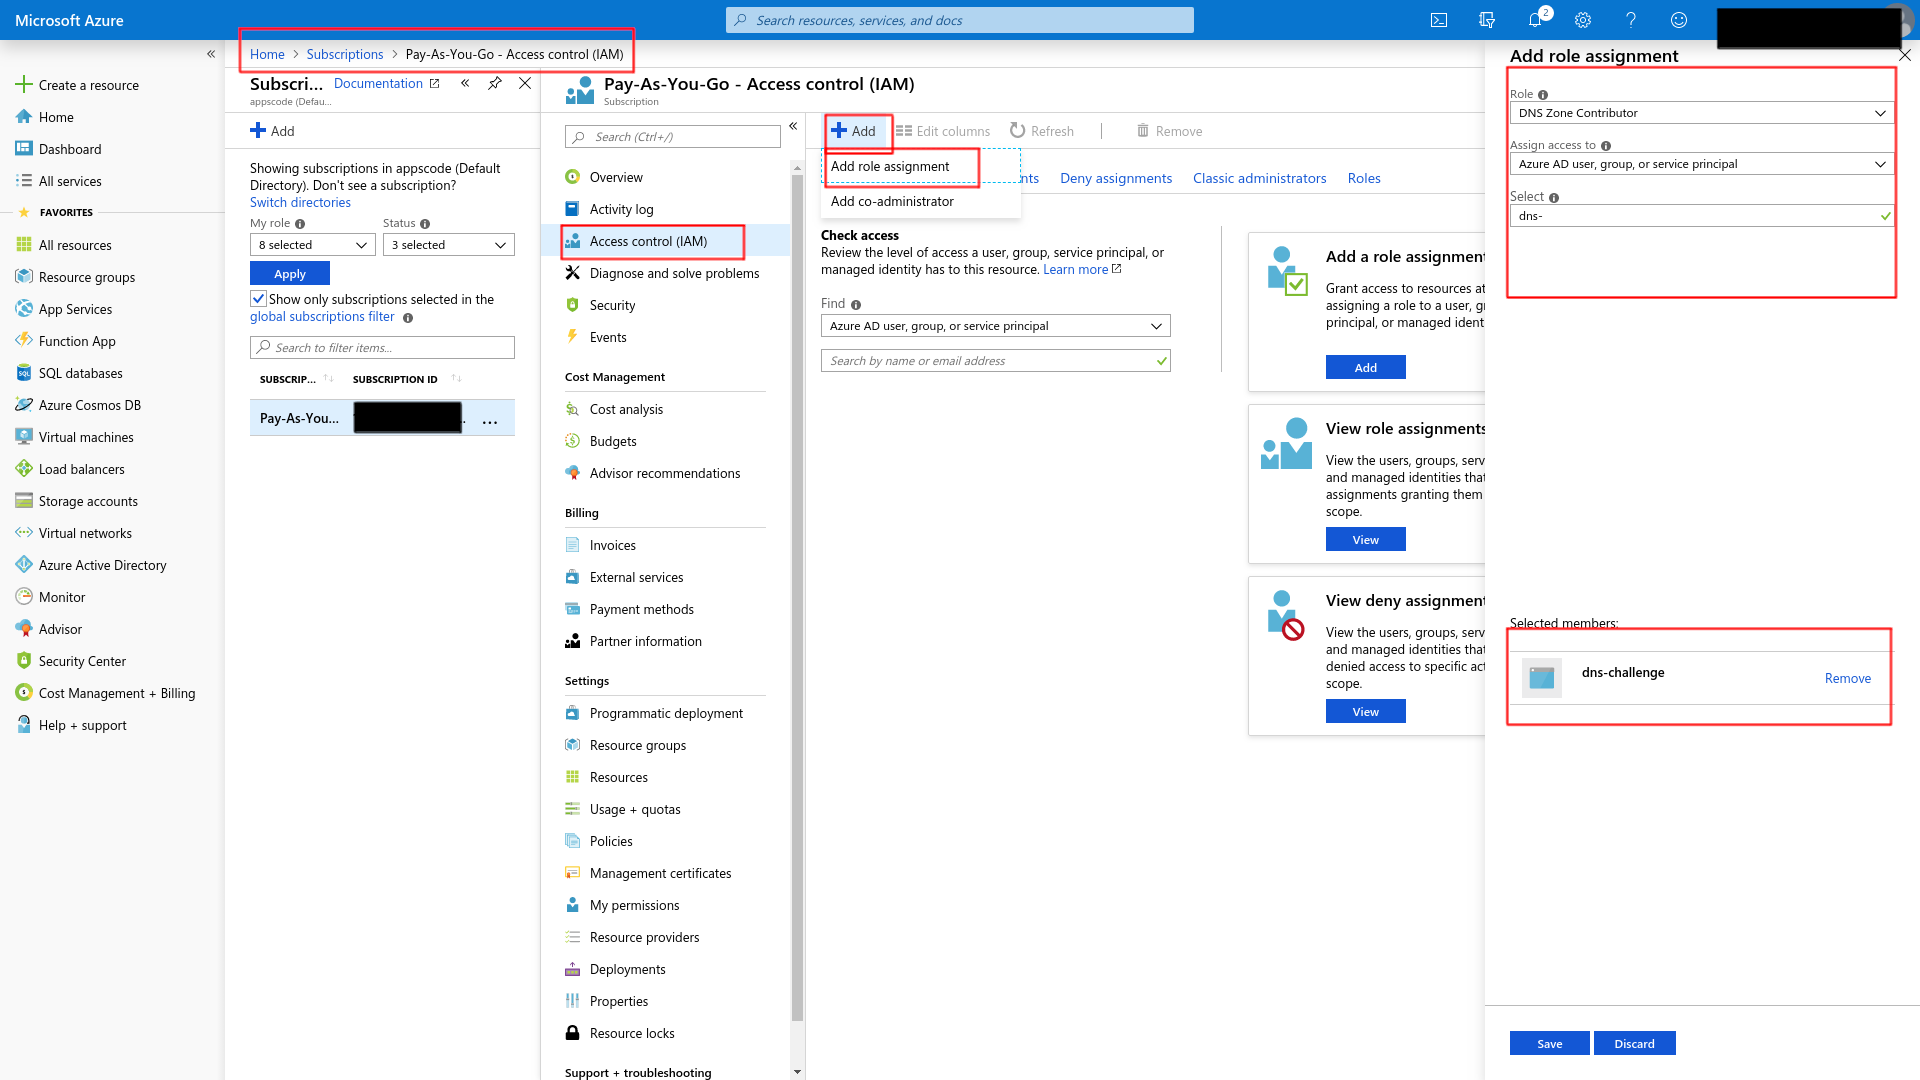 Microsoft Azure
Search resources, services, and docs
2
Home > Subscriptions > Pay-As-You-Go - Access control (IAM)
Create a resource
Home
Dashboard
All services
FAVORITES
All resources
Resource groups
App Services
Function App
SQL databases
Azure Cosmos DB
Virtual machines
Load balancers
Storage accounts
Virtual networks
Azure Active Directory
Monitor
Advisor
Security Center
Cost Management + Billing
Help + support
Subscri... Documentation
appscode (Defau...
Add
Showing subscriptions in appscode (Default
Directory). Don't see a subscription?
Switch directories
My role
Status
8 selected
3 selected
Apply
Show only subscriptions selected in the
global subscriptions filter
Search to filter items...
SUBSCRIP... SUBSCRIPTION ID
Pay-As-You... ...
Pay-As-You-Go - Access control (IAM)
Subscription
Search (Ctrl+/)
Overview
Activity log
Access control (IAM)
Diagnose and solve problems
Security
Events
Cost Management
Cost analysis
Budgets
Advisor recommendations
Billing
Invoices
External services
Payment methods
Partner information
Settings
Programmatic deployment
Resource groups
Resources
Usage + quotas
Policies
Management certificates
My permissions
Resource providers
Deployments
Properties
Resource locks
Support + troubleshooting
Add Edit columns Refresh Remove
Add role assignment
Add co-administrator
nts Deny assignments Classic administrators Roles
Check access
Review the level of access a user, group, service principal, or
managed identity has to this resource. Learn more
Find
Azure AD user, group, or service principal
Search by name or email address
Add a role assignment
Grant access to resources at
assigning a role to a user, g
principal, or managed ident
Add
View role assignments
View the users, groups, serv
and managed identities that
assignments granting them
scope.
View
View deny assignment
View the users, groups, serv
and managed identities that
denied access to specific act
scope.
View
Add role assignment
Role
DNS Zone Contributor
Assign access to
Azure AD user, group, or service principal
Select
dns-
Selected members:
dns-challenge
Remove
Save
Discard